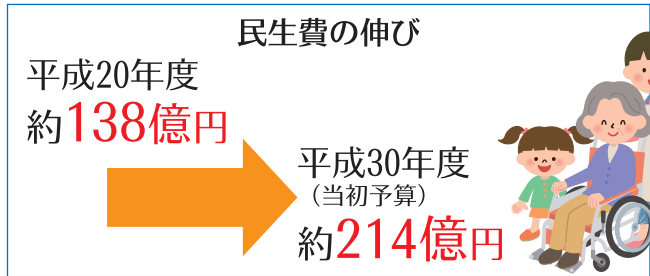 民生費の伸び
平成20年度
約138億円
平成30年度
（当初予算）
約214億円